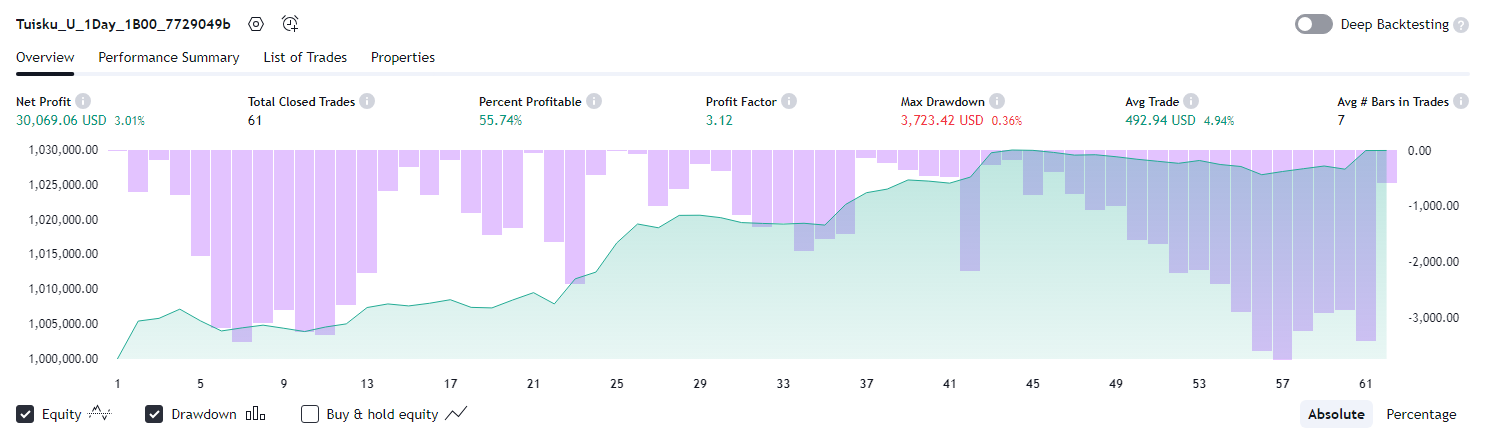 Tuisku_U_1Day_1B00_7729049b Deep Backtesting ?
Overview Performance Summary List of Trades Properties
Net Profit i Total Closed Trades i Percent Profitable i Profit Factor i Max Drawdown i Avg Trade i Avg # Bars in Trades i
30,069.06 USD 3.01% 61 55.74% 3.12 3,723.42 USD 0.36% 492.94 USD 4.94% 7
1,030,000.00 0.00
1,025,000.00
1,020,000.00 -1,000.00
1,015,000.00
1,010,000.00 -2,000.00
1,005,000.00 -3,000.00
1,000,000.00
1 5 9 13 17 21 25 29 33 37 41 45 49 53 57 61
Equity Drawdown Buy & hold equity Absolute Percentage